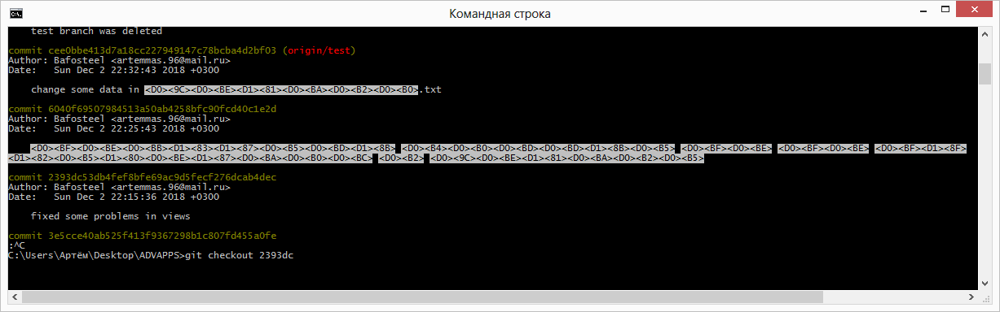 Командная строка
test branch was deleted
commit cee0bbe413d7a18cc227949147c78bcba4d2bf03 (origin/test)
Author: Bafosteel <artemmas.96@mail.ru>
Date:   Sun Dec 2 22:32:43 2018 +0300
change some data in <D0><9C><D0><BE><D1><81><D0><BA><D0><B2><D0><B0>.txt
commit 6040f69507984513a50ab4258bfc90fcd40c1e2d
Author: Bafosteel <artemmas.96@mail.ru>
Date:   Sun Dec 2 22:25:43 2018 +0300
<D0><BF><D0><BE><D0><BB><D1><83><D1><87><D0><B5><D0><BD><D1><8B> <D0><B4><D0><B0><D0><BD><D0><BD><D1><8B><D0><B5> <D0><BF><D0><BE> <D0><BF><D0><BE> <D0><BF><D1><8F>
<D1><82><D0><B5><D1><80><D0><BE><D1><87><D0><BA><D0><B0><D0><BC> <D0><B2> <D0><9C><D0><BE><D1><81><D0><BA><D0><B2><D0><B5>
commit 2393dc53db4fef8bfe69ac9d5fecf276dcab4dec
Author: Bafosteel <artemmas.96@mail.ru>
Date:   Sun Dec 2 22:15:36 2018 +0300
fixed some problems in views
commit 3e5cce40ab525f413f9367298b1c807fd455a0fe
:^C
C:\Users\Артём\Desktop\ADVAPPS>git checkout 2393dc